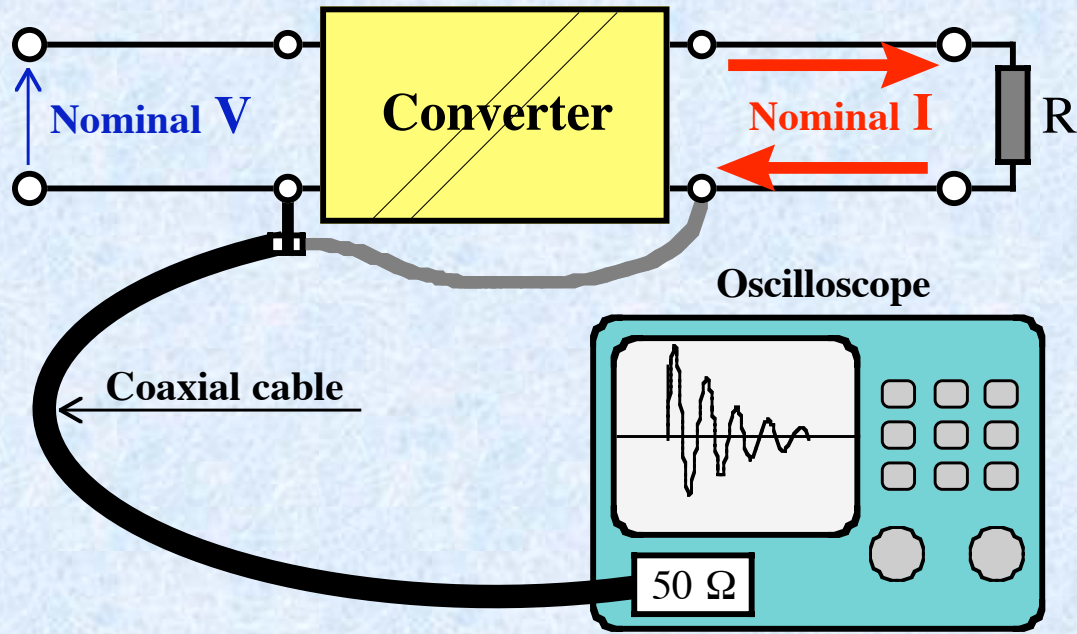 Nominal V
Converter
Nominal I
R
Oscilloscope
Coaxial cable
50 Ω